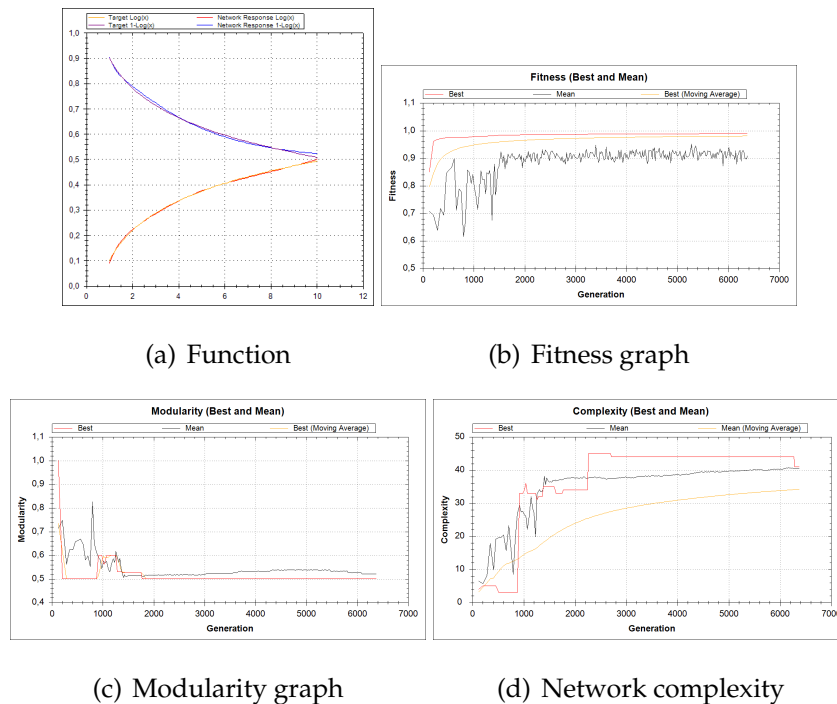 Target Log(x) Network Response Log(x)
Target 1-Log(x) Network Response 1-Log(x)
1,0
0,9
0,8
0,7
0,6
0,5
0,4
0,3
0,2
0,1
0,0
0 2 4 6 8 10 12
(a) Function
Fitness (Best and Mean)
Best Mean Best (Moving Average)
1,1
1,0
0,9
0,8
0,7
0,6
0,5
Fitness
0 1000 2000 3000 4000 5000 6000 7000
Generation
(b) Fitness graph
Modularity (Best and Mean)
Best Mean Best (Moving Average)
1,1
1,0
0,9
0,8
0,7
0,6
0,5
0,4
Modularity
0 1000 2000 3000 4000 5000 6000 7000
Generation
(c) Modularity graph
Complexity (Best and Mean)
Best Mean Mean (Moving Average)
50
40
30
20
10
0
Complexity
0 1000 2000 3000 4000 5000 6000 7000
Generation
(d) Network complexity